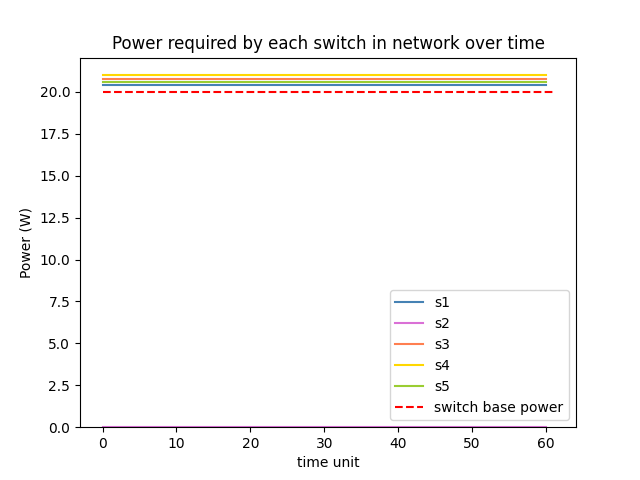 Power required by each switch in network over time
20.0
17.5
15.0
12.5
10.0
7.5
5.0
2.5
0.0
Power (W)
s1
s2
s3
s4
s5
switch base power
0 10 20 30 40 50 60
time unit